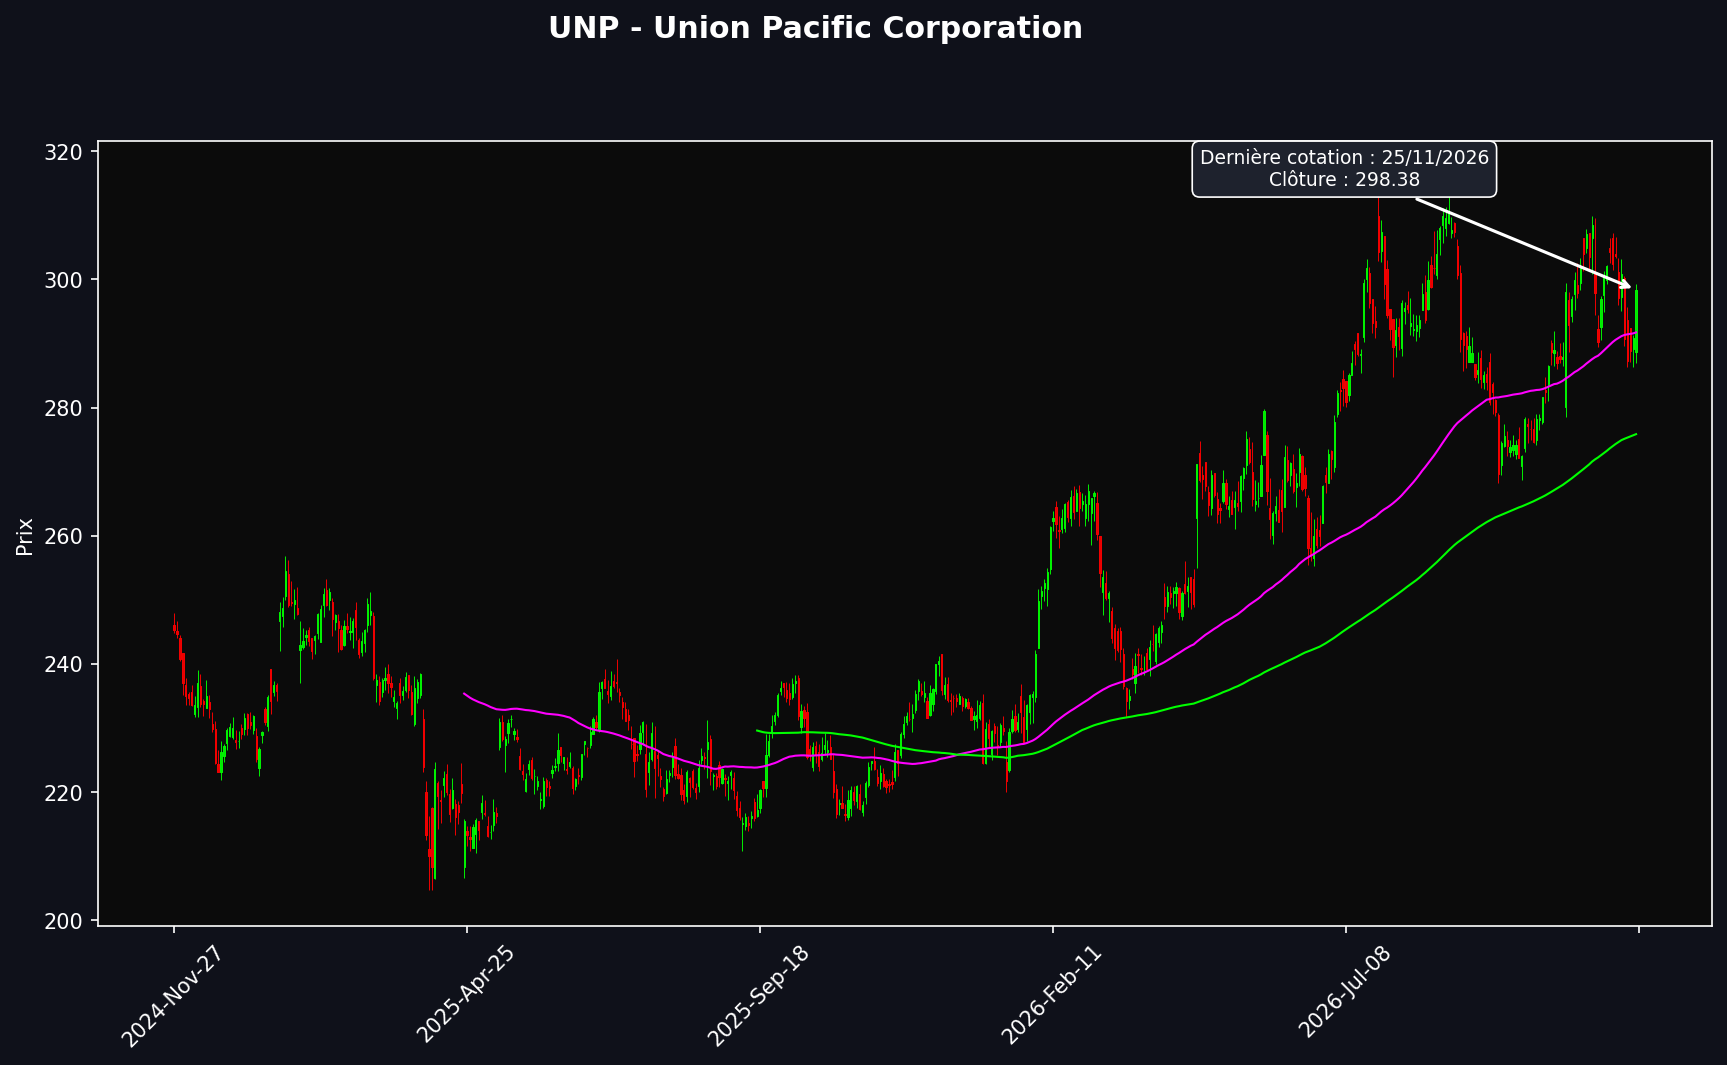 UNP - Union Pacific Corporation
Dernière cotation : 25/11/2026
Clôture : 298.38
Prix
320
300
280
260
240
220
200
2024-Nov-27
2025-Apr-25
2025-Sep-18
2026-Feb-11
2026-Jul-08